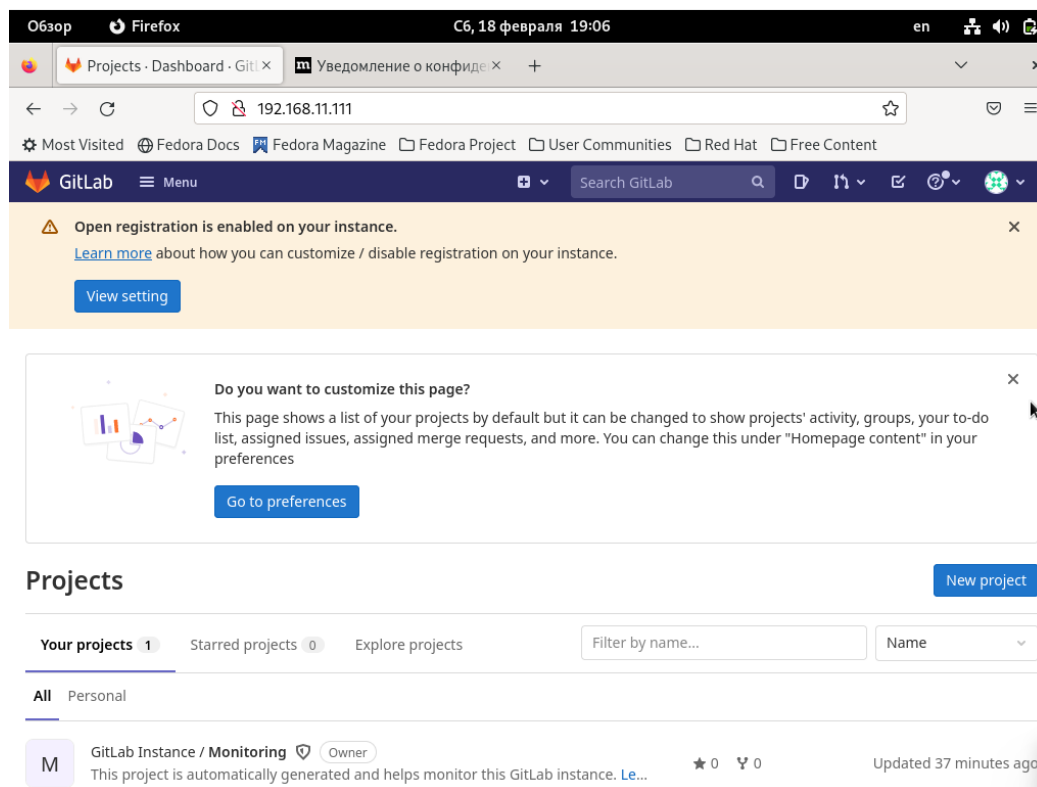 Обзор Firefox Сб, 18 февраля 19:06 en
Projects · Dashboard · Git Уведомление о конфиде
192.168.11.111
Most Visited Fedora Docs Fedora Magazine Fedora Project User Communities Red Hat Free Content
GitLab Menu Search GitLab
Open registration is enabled on your instance.
Learn more about how you can customize / disable registration on your instance.
View setting
Do you want to customize this page?
This page shows a list of your projects by default but it can be changed to show projects' activity, groups, your to-do
list, assigned issues, assigned merge requests, and more. You can change this under "Homepage content" in your
preferences
Go to preferences
Projects New project
Your projects 1 Starred projects 0 Explore projects Filter by name... Name
All Personal
M GitLab Instance / Monitoring Owner
This project is automatically generated and helps monitor this GitLab instance. Le... 0 0 Updated 37 minutes ago